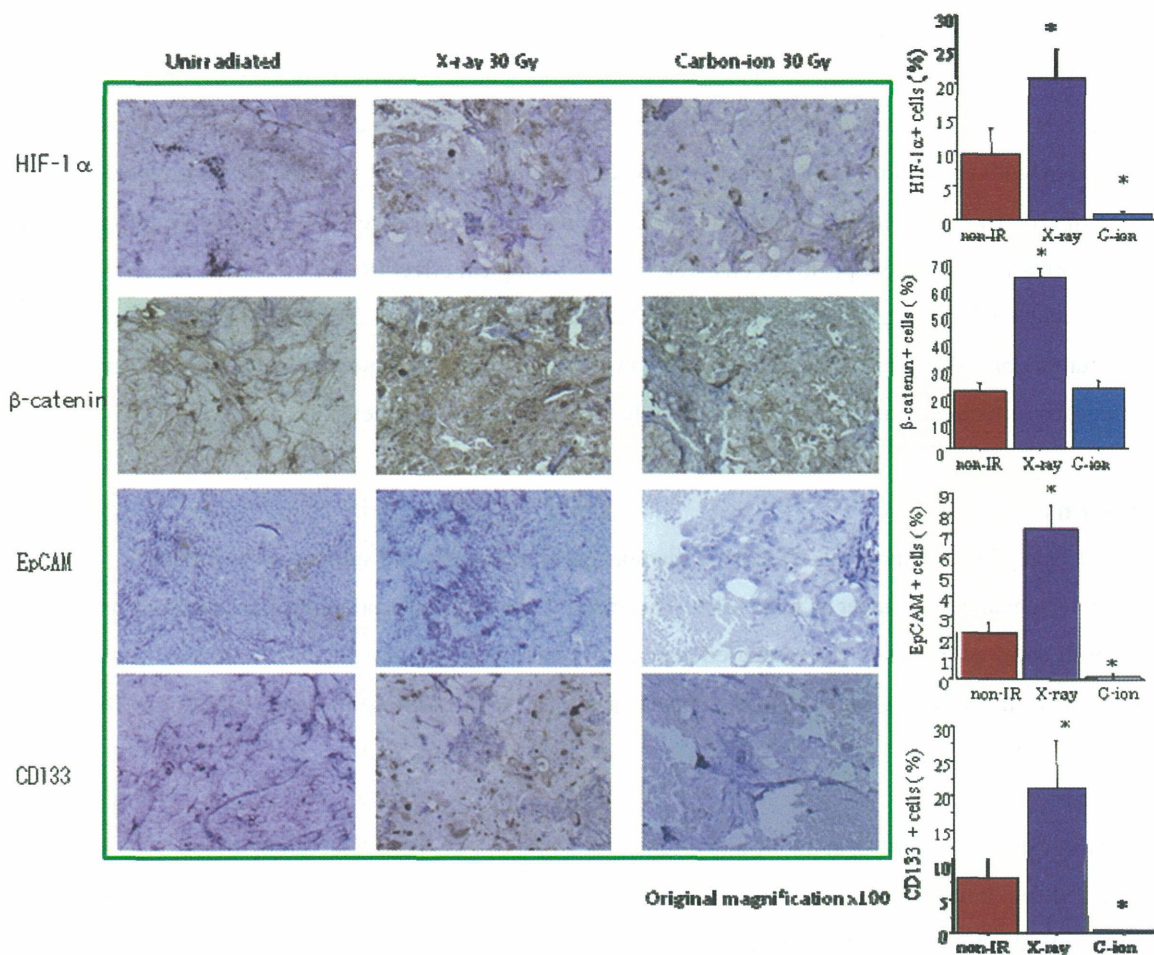 Unirradiated X-ray 30 Gy Carbon-ion 30 Gy
HIF-1α
β-catenin
EpCAM
CD133
Original magnification x100
HIF-1α+ cells (%)
30
25
20
15
10
5
0
*
*
non-IR X-ray C-ion
β-catenin+ cells (%)
70
60
50
40
30
20
10
0
*
non-IR X-ray C-ion
EpCAM + cells (%)
9
8
7
6
5
4
3
2
1
0
*
*
non-IR X-ray C-ion
CD133 + cells (%)
30
25
20
15
10
5
0
*
*
non-IR X-ray C-ion